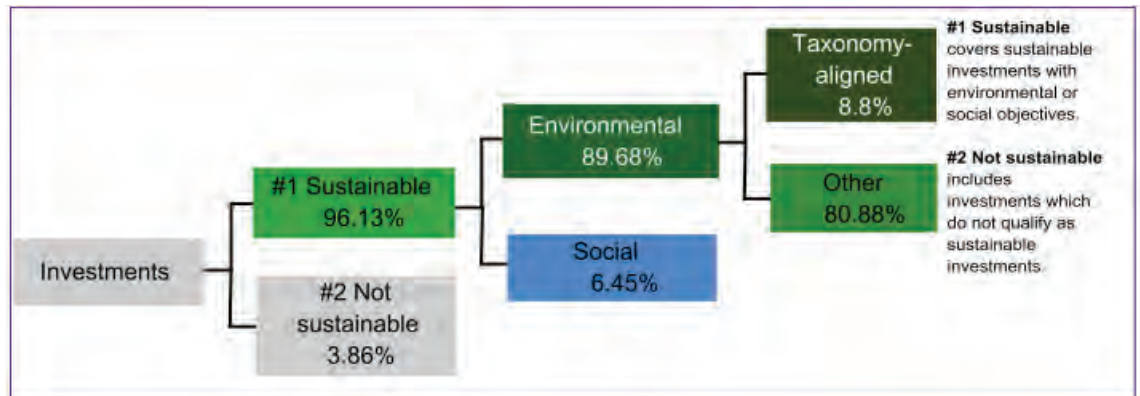 Investments
#1 Sustainable
96.13%
#2 Not
sustainable
3.86%
Environmental
89.68%
Social
6.45%
Taxonomy-
aligned
8.8%
Other
80.88%
#1 Sustainable
covers sustainable
investments with
environmental or
social objectives.
#2 Not sustainable
includes
investments which
do not qualify as
sustainable
investments.